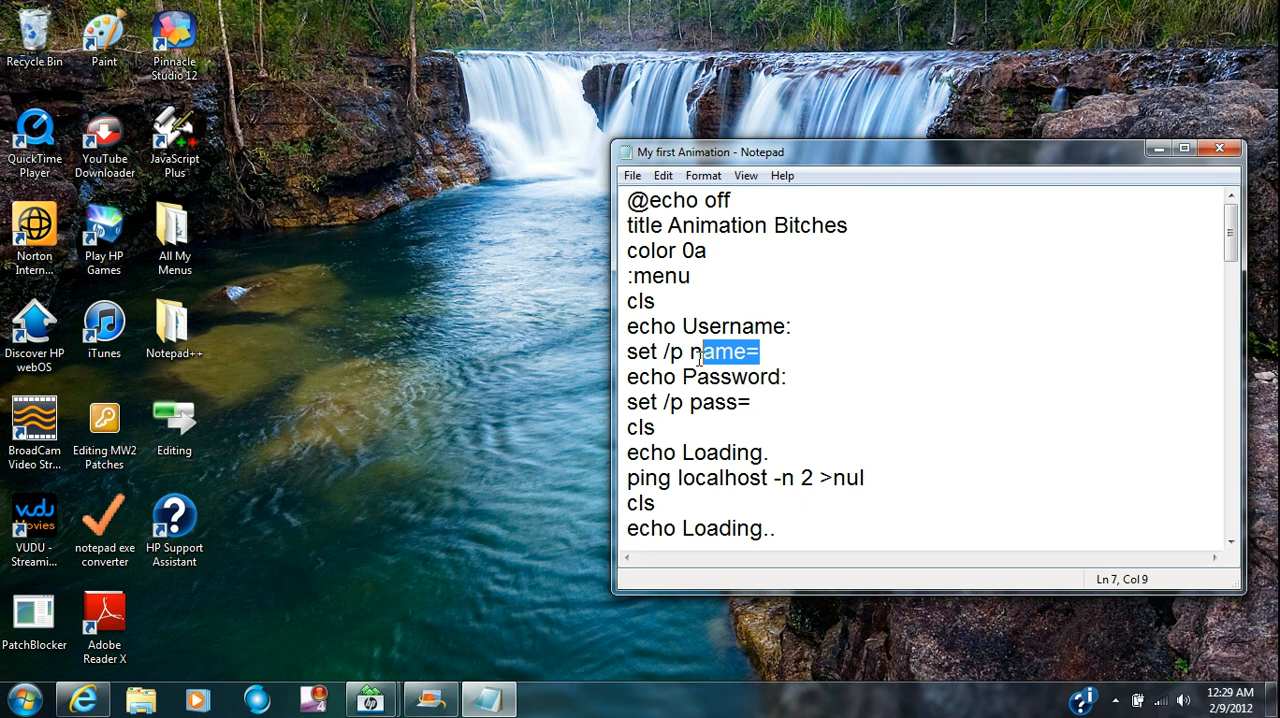 Recycle Bin
Paint
Pinnacle
Studio 12
QuickTime
Player
YouTube
Downloader
JavaScript
Plus
Norton
Intern...
Play HP
Games
All My
Menus
Discover HP
webOS
iTunes
Notepad++
BroadCam
Video Str...
Editing MW2
Patches
Editing
vudu
Movies
VUDU -
Streami...
notepad exe
converter
HP Support
Assistant
PatchBlocker
Adobe
Reader X
My first Animation - Notepad
File Edit Format View Help
@echo off
title Animation Bitches
color 0a
:menu
cls
echo Username:
set /p name=
echo Password:
set /p pass=
cls
echo Loading.
ping localhost -n 2 >nul
cls
echo Loading..
Ln 7, Col 9
12:29 AM
2/9/2012